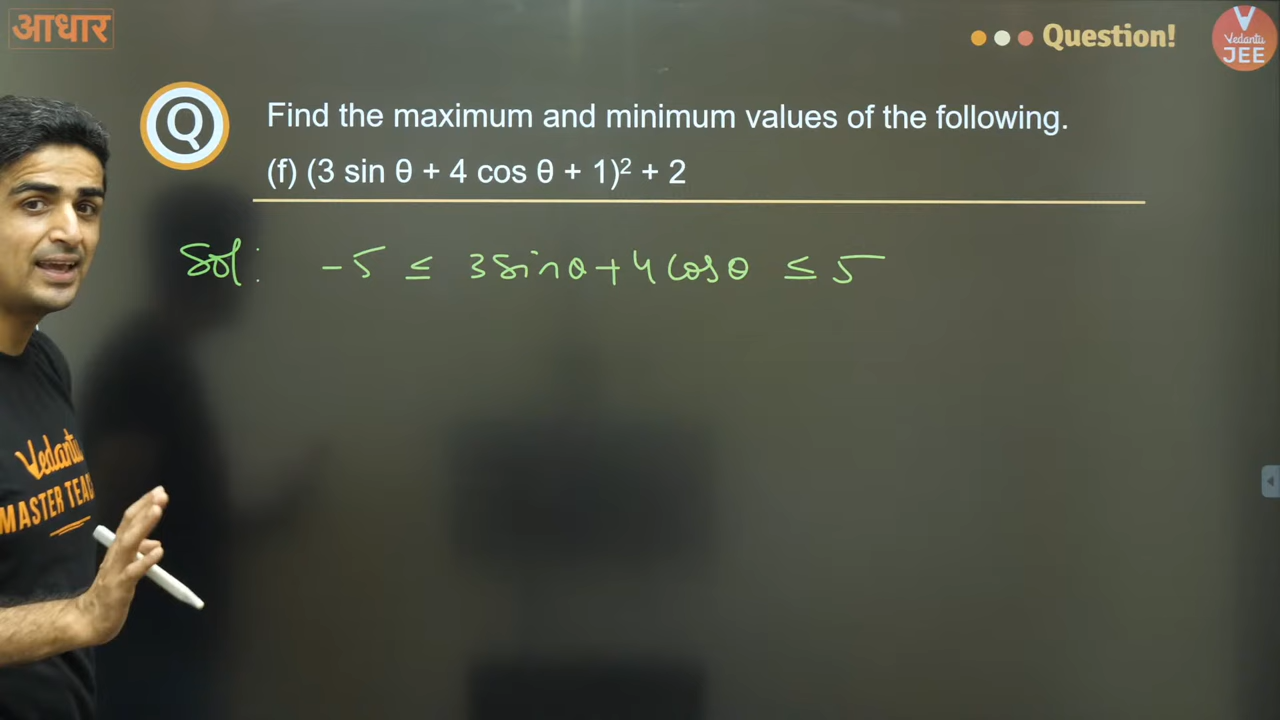 आधार
Question!
Vedantu
JEE
Q
Find the maximum and minimum values of the following.
(f) (3 sin θ + 4 cos θ + 1)² + 2
Sol: -5 ≤ 3sinθ+4cosθ ≤ 5
Vedantu
MASTER